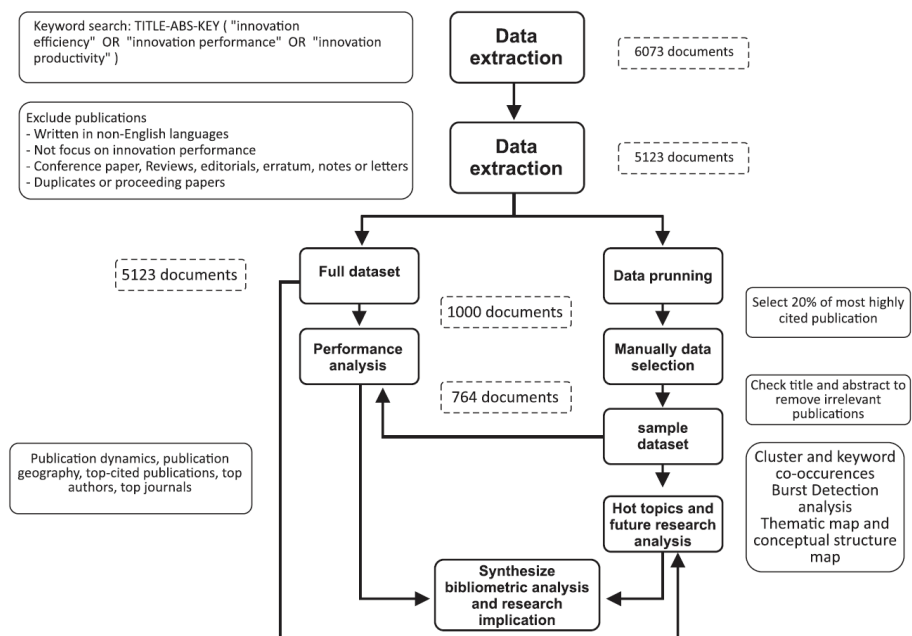 Keyword search: TITLE-ABS-KEY ( "innovation
efficiency" OR "innovation performance" OR "innovation
productivity" )
Data
extraction
6073 documents
Exclude publications
- Written in non-English languages
- Not focus on innovation performance
- Conference paper, Reviews, editorials, erratum, notes or letters
- Duplicates or proceeding papers
Data
extraction
5123 documents
5123 documents
Full dataset
Data prunning
1000 documents
Select 20% of most highly
cited publication
Performance
analysis
Manually data
selection
764 documents
Check title and abstract to
remove irrelevant
publications
sample
dataset
Publication dynamics, publication
geography, top-cited publications, top
authors, top journals
Cluster and keyword
co-occurences
Burst Detection
analysis
Thematic map and
conceptual structure
map
Hot topics and
future research
analysis
Synthesize
bibliometric analysis
and research
implication